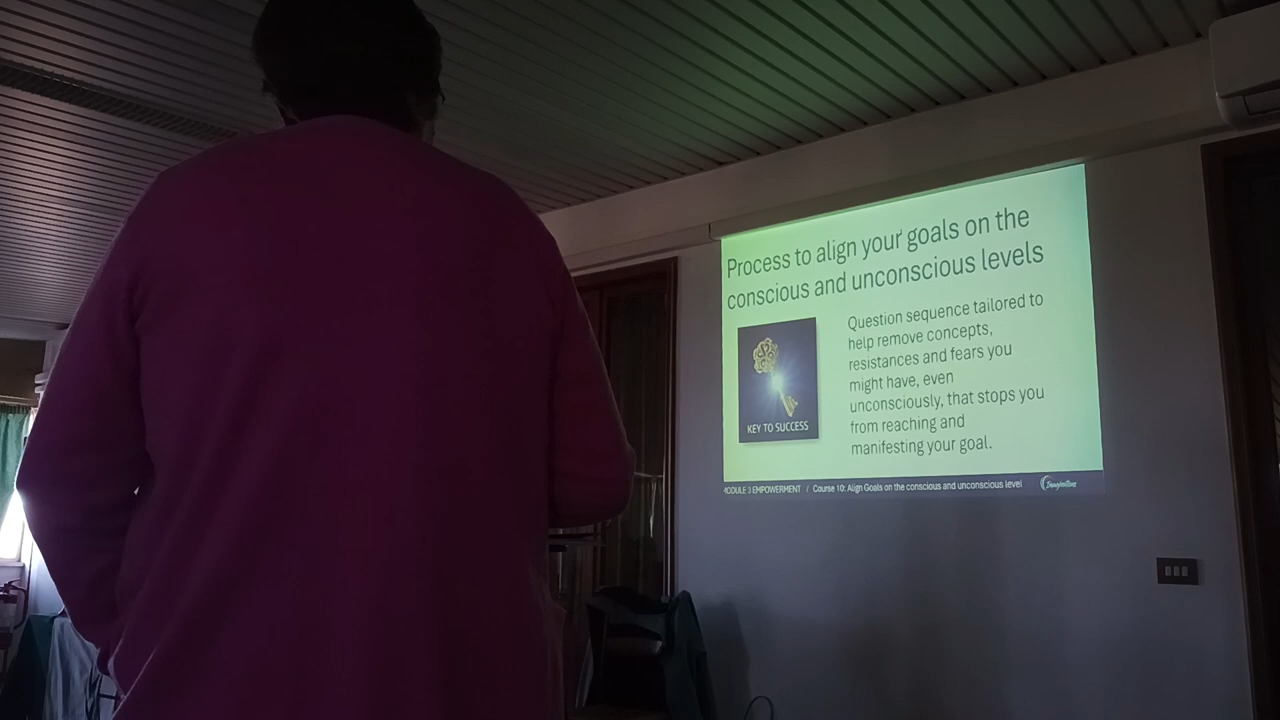 Process to align your goals on the
conscious and unconscious levels
Question sequence tailored to
help remove concepts,
resistances and fears you
might have, even
unconsciously, that stops you
from reaching and
manifesting your goal.
KEY TO SUCCESS
MODULE 3 EMPOWERMENT / Course 10: Align Goals on the conscious and unconscious level